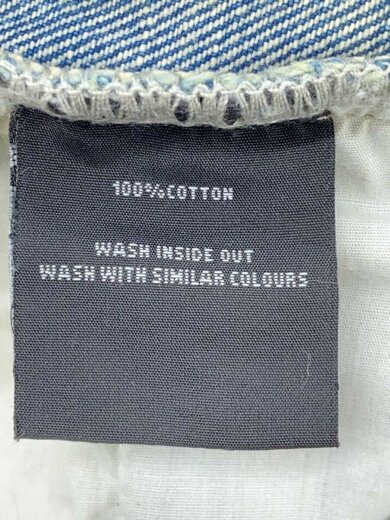 100%COTTON
WASH INSIDE OUT
WASH WITH SIMILAR COLOURS